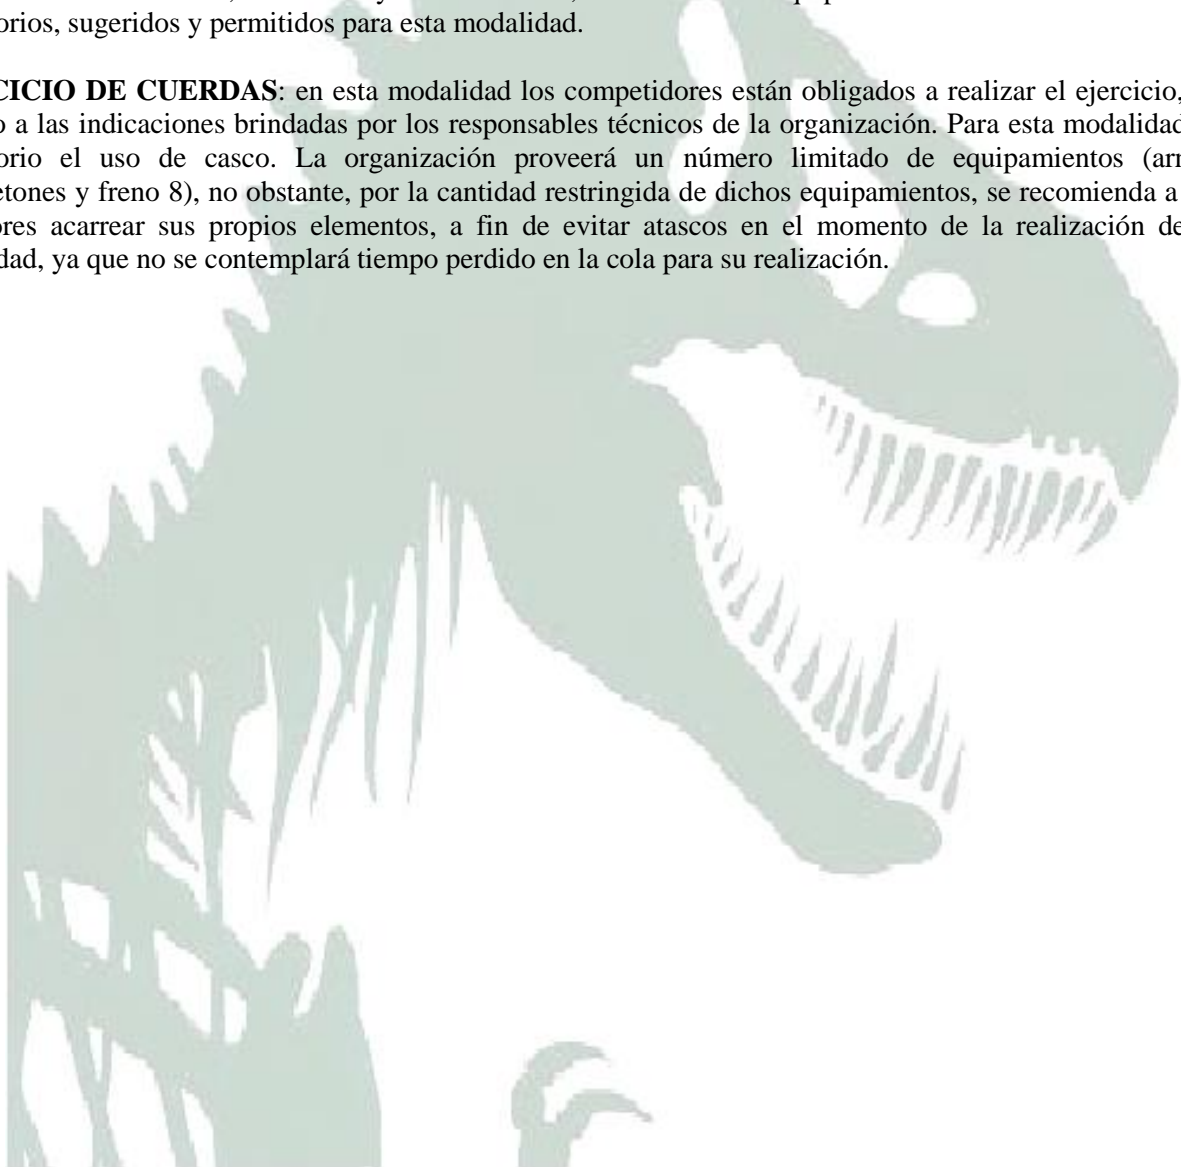 orios, sugeridos y permitidos para esta modalidad.
CICIO DE CUERDAS: en esta modalidad los competidores están obligados a realizar el ejercicio,
o a las indicaciones brindadas por los responsables técnicos de la organización. Para esta modalidad
orio el uso de casco. La organización proveerá un número limitado de equipamientos (arn
etones y freno 8), no obstante, por la cantidad restringida de dichos equipamientos, se recomienda a
ores acarrear sus propios elementos, a fin de evitar atascos en el momento de la realización de
dad, ya que no se contemplará tiempo perdido en la cola para su realización.